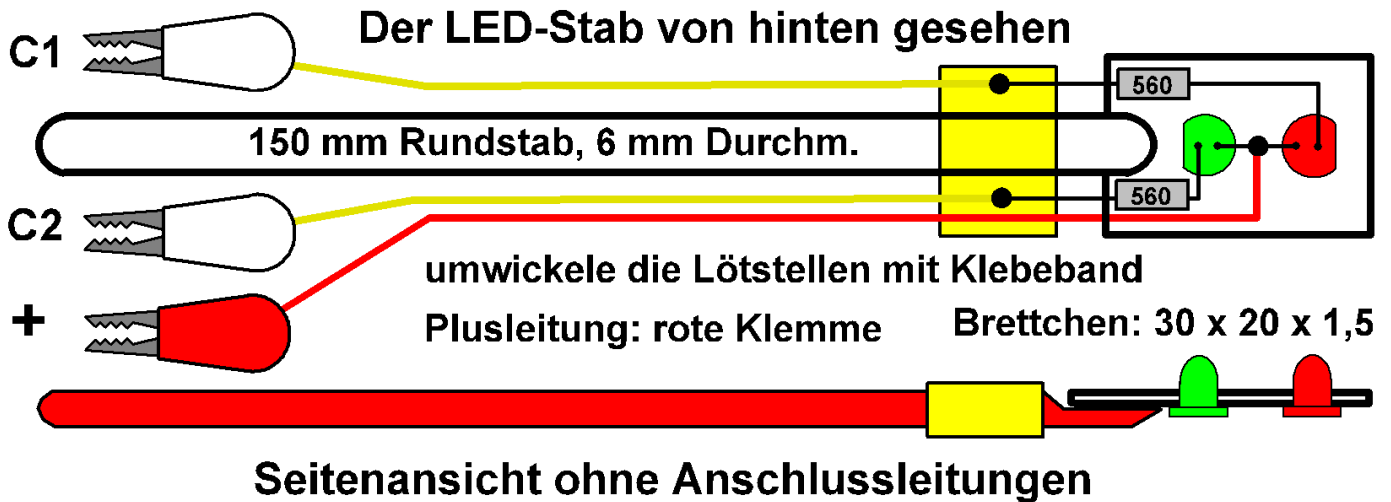 Der LED-Stab von hinten gesehen
C1
560
150 mm Rundstab, 6 mm Durchm.
560
C2
umwickele die Lötstellen mit Klebeband
+
Plusleitung: rote Klemme
Brettchen: 30 x 20 x 1,5
Seitenansicht ohne Anschlussleitungen